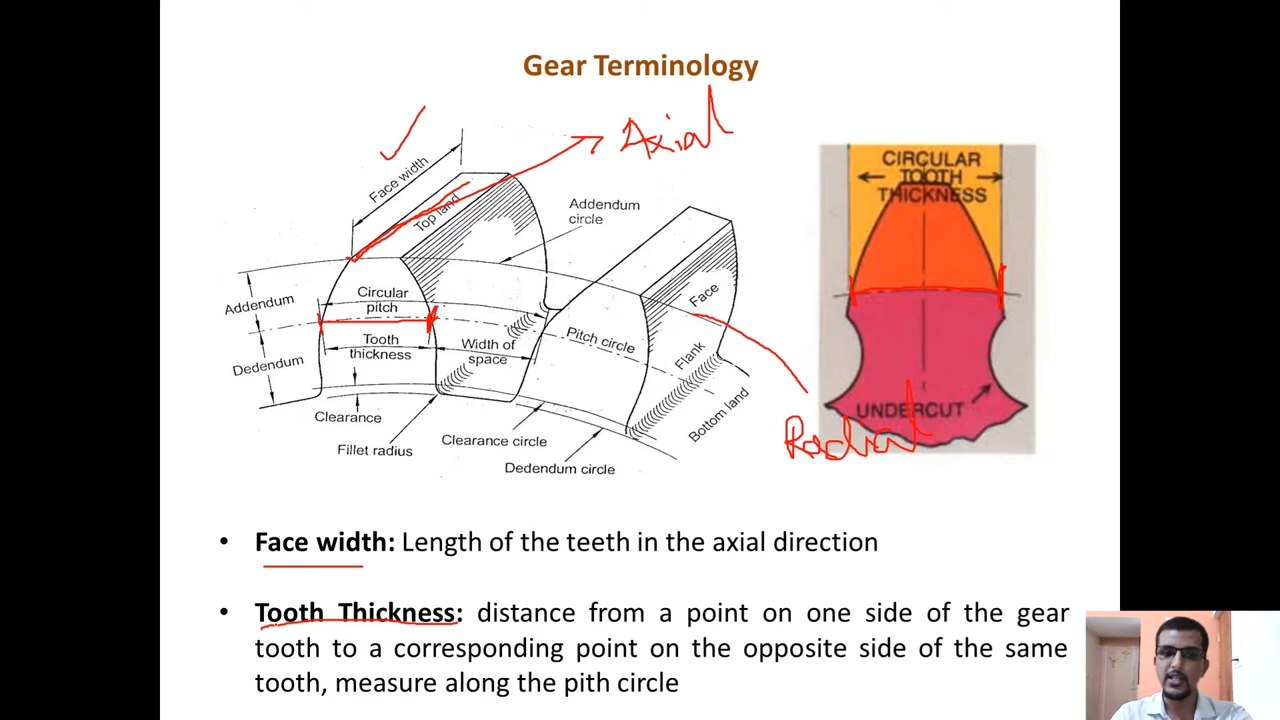 Gear Terminology
Axial
Face width
Top land
Addendum
circle
Addendum
Circular
pitch
Face
Pitch circle
Tooth
thickness
Width of
space
Dedendum
Flank
Clearance
Bottom land
Fillet radius
Clearance circle
Dedendum circle
Radial
CIRCULAR
TOOTH
THICKNESS
UNDERCUT
• Face width: Length of the teeth in the axial direction
• Tooth Thickness: distance from a point on one side of the gear
tooth to a corresponding point on the opposite side of the same
tooth, measure along the pith circle